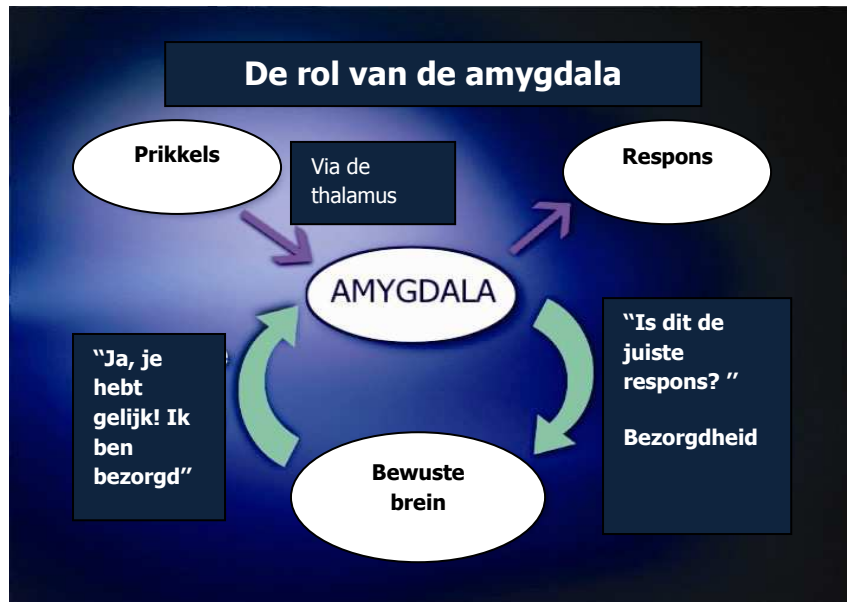 De rol van de amygdala
Prikkels
Via de
thalamus
Respons
AMYGDALA
“Ja, je
hebt
gelijk! Ik
ben
bezorgd”
“Is dit de
juiste
respons? ”
Bezorgdheid
Bewuste
brein